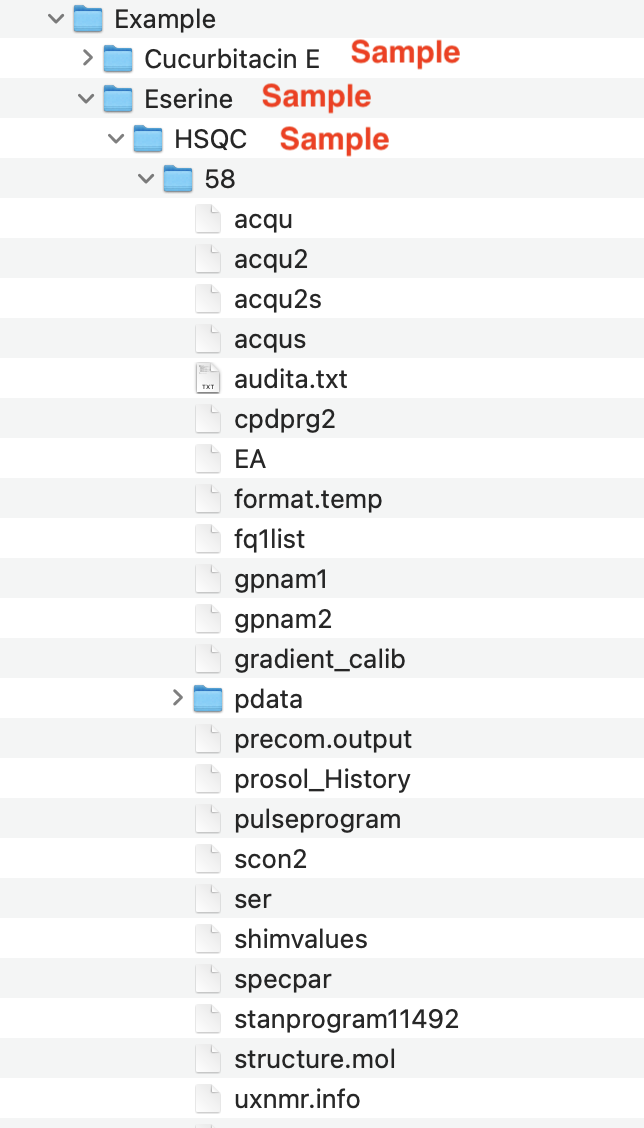 Example
Cucurbitacin E Sample
Eserine Sample
HSQC Sample
58
acqu
acqu2
acqu2s
acqus
TXT audita.txt
cpdprg2
EA
format.temp
fq1list
gpnam1
gpnam2
gradient_calib
pdata
precom.output
prosol_History
pulseprogram
scon2
ser
shimvalues
specpar
stanprogram11492
structure.mol
uxnmr.info